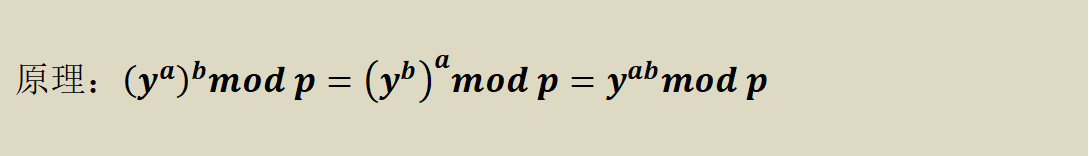 原理：$(y^a)^b mod\ p = (y^b)^a mod\ p = y^{ab} mod\ p$